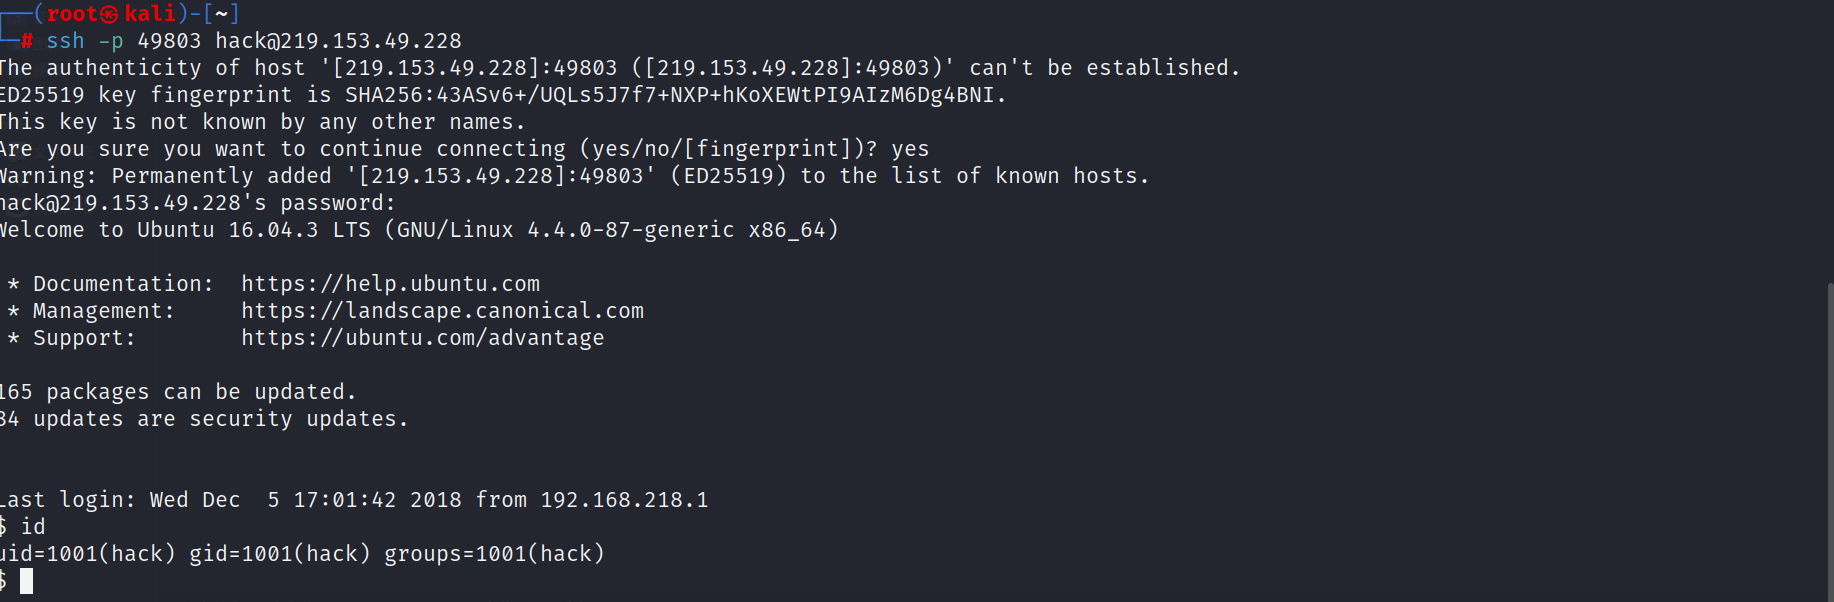 ┌──(root㉿kali)-[~]
└─# ssh -p 49803 hack@219.153.49.228
The authenticity of host '[219.153.49.228]:49803 ([219.153.49.228]:49803)' can't be established.
ED25519 key fingerprint is SHA256:43ASv6+/UQLs5J7f7+NXP+hKoXEWtPI9AIzM6Dg4BNI.
This key is not known by any other names.
Are you sure you want to continue connecting (yes/no/[fingerprint])? yes
Warning: Permanently added '[219.153.49.228]:49803' (ED25519) to the list of known hosts.
hack@219.153.49.228's password:
Welcome to Ubuntu 16.04.3 LTS (GNU/Linux 4.4.0-87-generic x86_64)
* Documentation: https://help.ubuntu.com
* Management: https://landscape.canonical.com
* Support: https://ubuntu.com/advantage
165 packages can be updated.
84 updates are security updates.
Last login: Wed Dec  5 17:01:42 2018 from 192.168.218.1
$ id
uid=1001(hack) gid=1001(hack) groups=1001(hack)
$